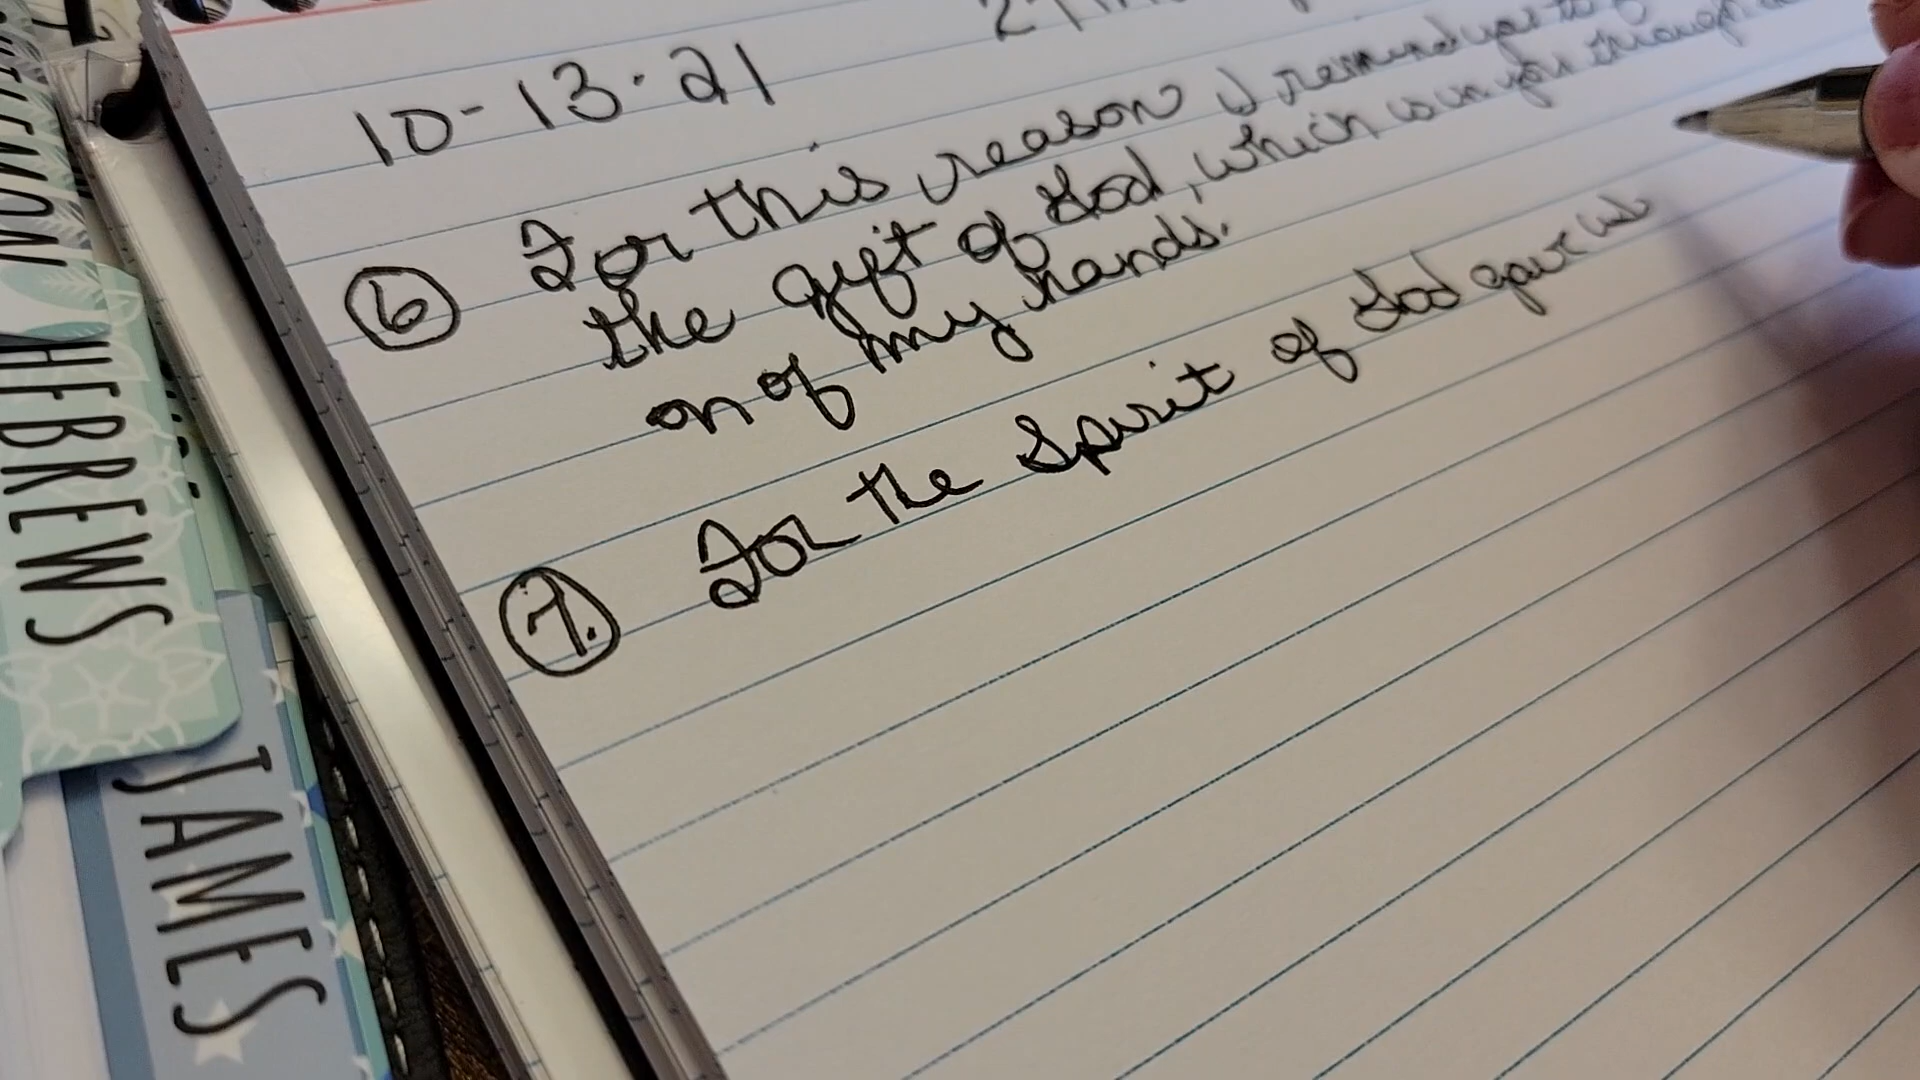 10-13-21
⑥ For this reason I remind you to
the gift of God, which is in you through
on of my hands.
⑦. For the Spirit of God gave us
HEBREWS
JAMES